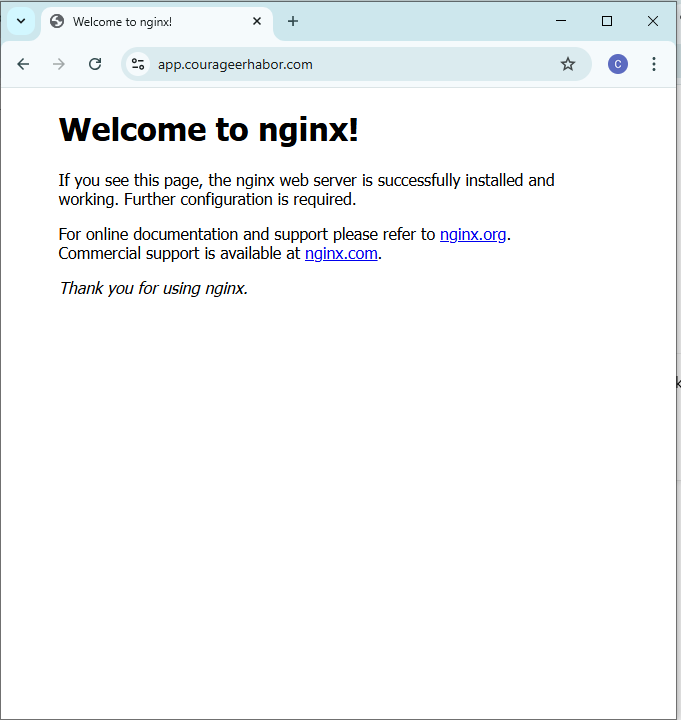 Welcome to nginx!
app.courageerhabor.com
C
Welcome to nginx!
If you see this page, the nginx web server is successfully installed and
working. Further configuration is required.
For online documentation and support please refer to nginx.org.
Commercial support is available at nginx.com.
Thank you for using nginx.
k